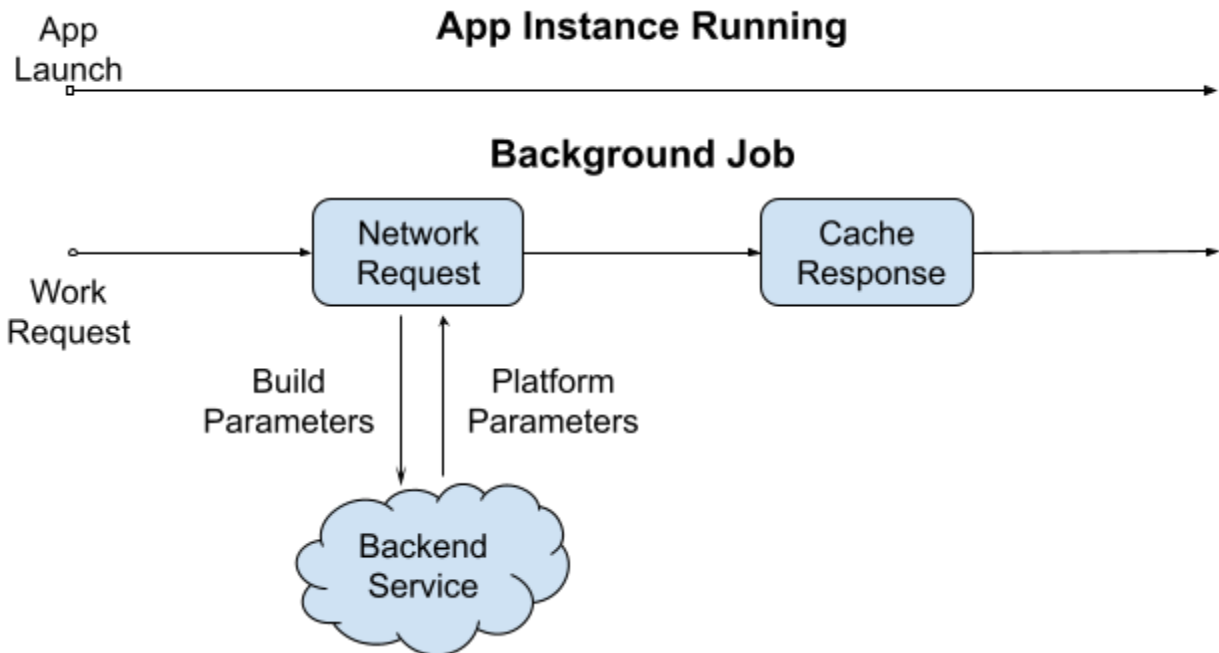 App Instance Running
App
Launch
Background Job
Work
Request
Network
Request
Cache
Response
Build
Parameters
Platform
Parameters
Backend
Service